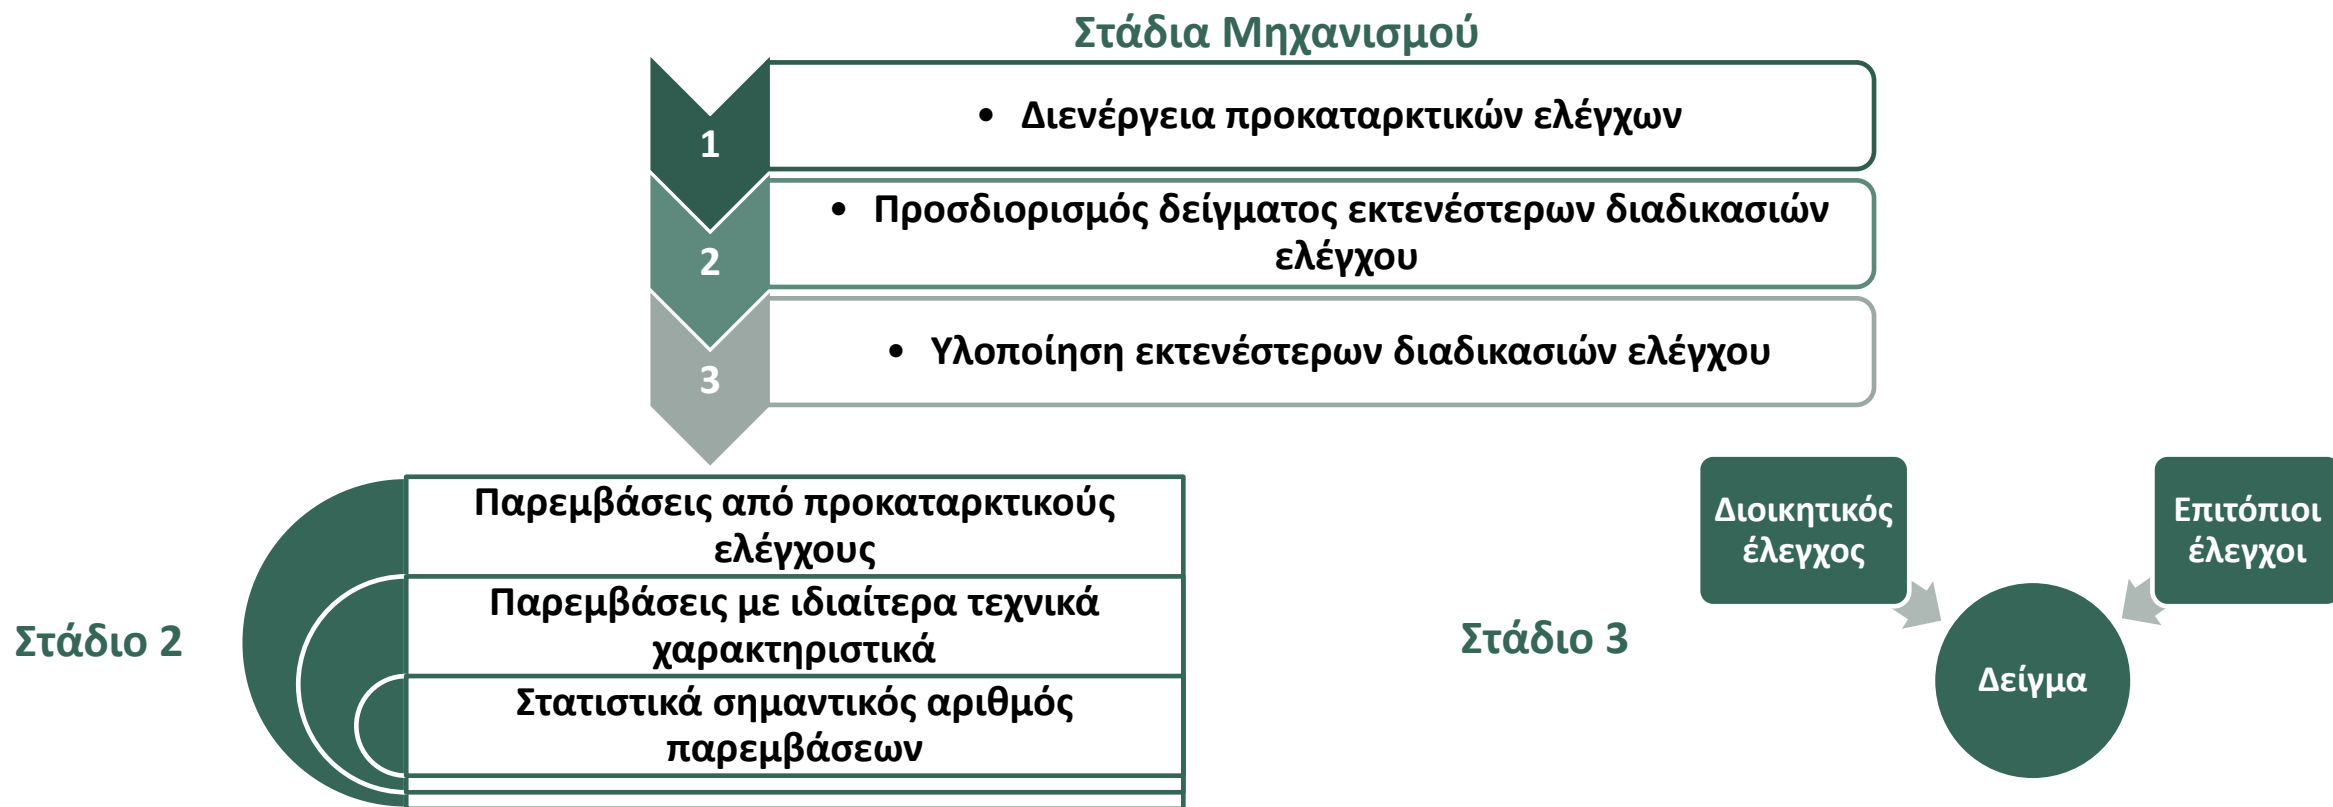 Στάδια Μηχανισμού
1
• Διενέργεια προκαταρκτικών ελέγχων
2
• Προσδιορισμός δείγματος εκτενέστερων διαδικασιών
ελέγχου
3
• Υλοποίηση εκτενέστερων διαδικασιών ελέγχου
Στάδιο 2
Παρεμβάσεις από προκαταρκτικούς
ελέγχους
Παρεμβάσεις με ιδιαίτερα τεχνικά
χαρακτηριστικά
Στατιστικά σημαντικός αριθμός
παρεμβάσεων
Στάδιο 3
Διοικητικός
έλεγχος
Επιτόπιοι
έλεγχοι
Δείγμα